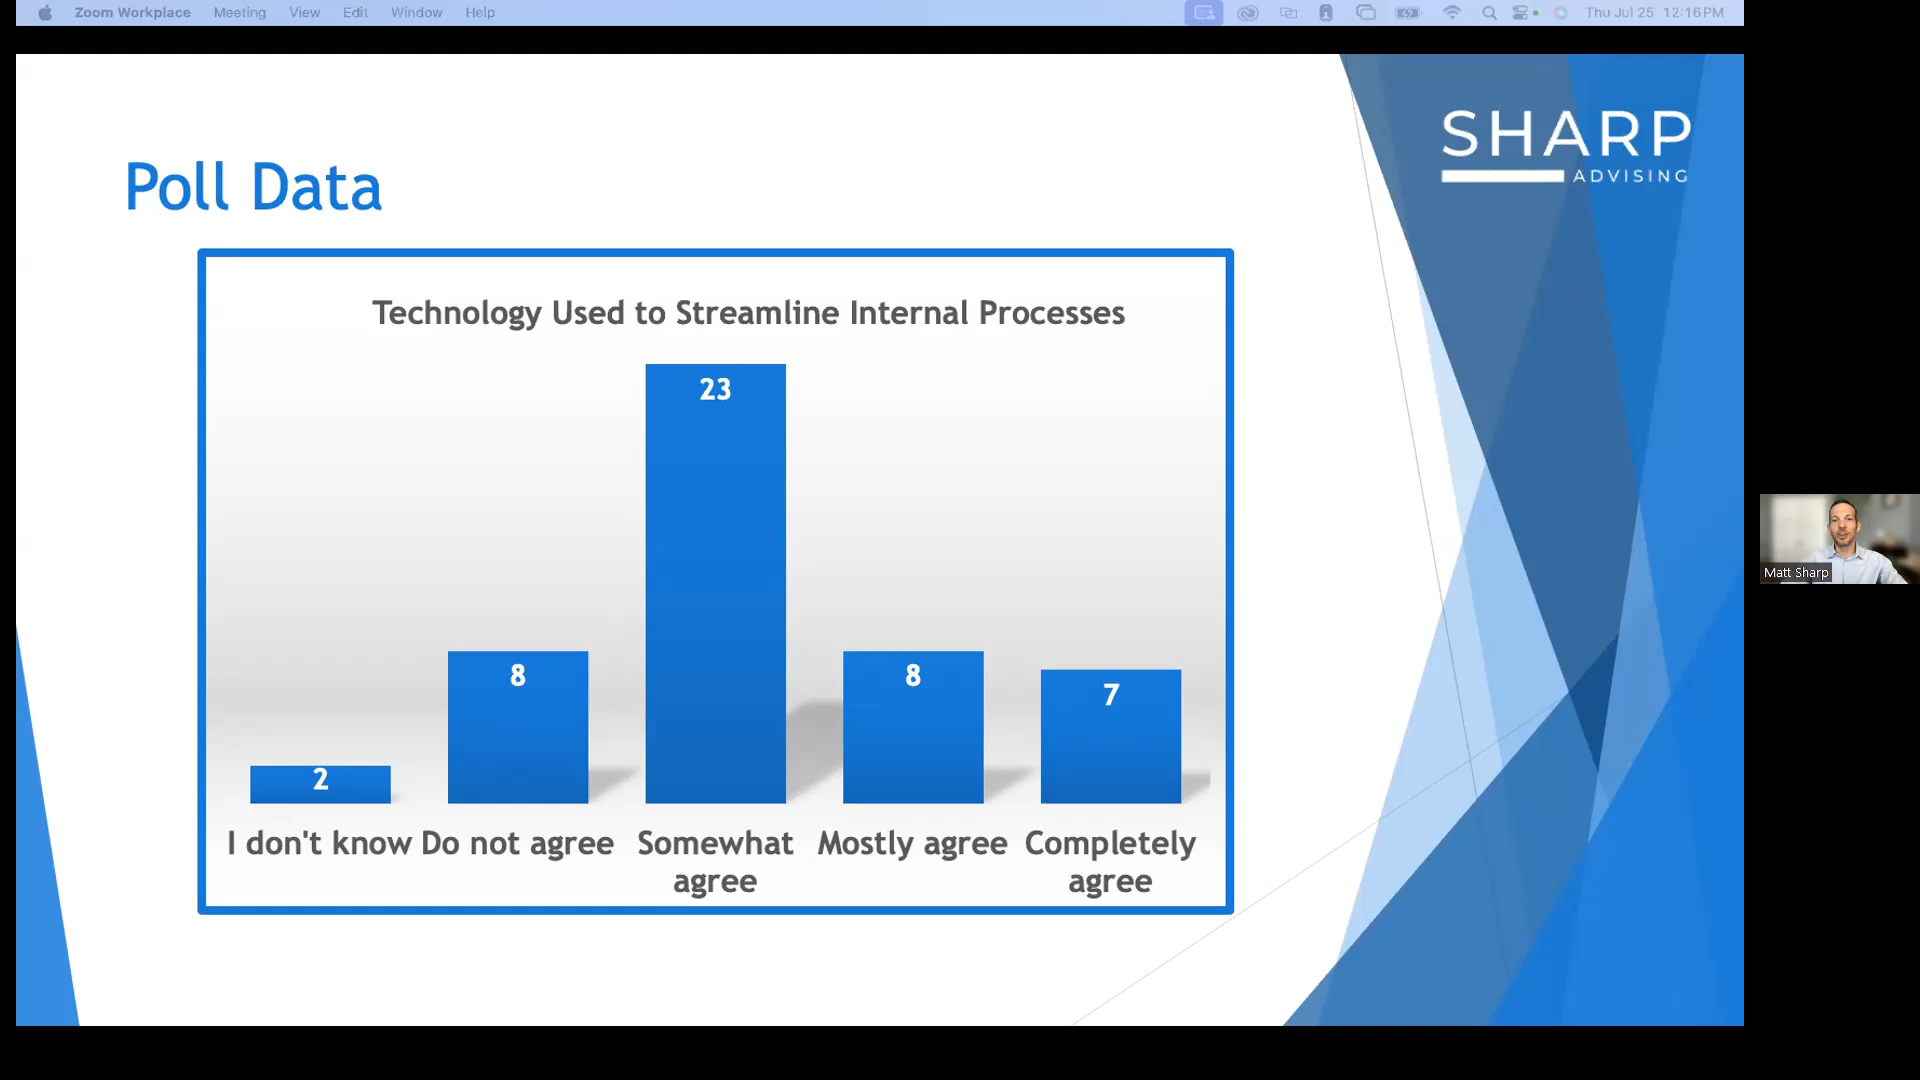 Zoom Workplace Meeting View Edit Window Help Thu Jul 25 12:16 PM
SHARP
ADVISING
Poll Data
Technology Used to Streamline Internal Processes
23
8
8
7
2
I don't know Do not agree Somewhat agree Mostly agree Completely agree
Matt Sharp